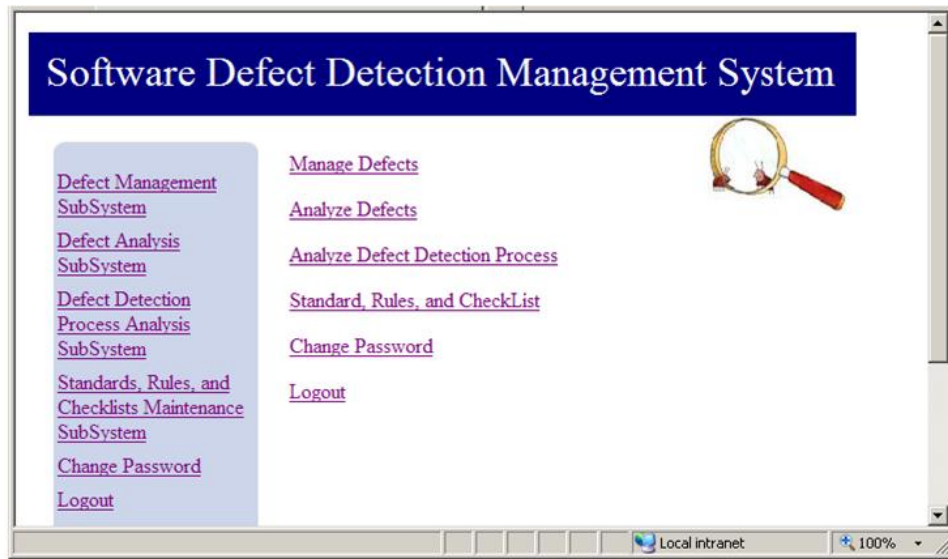 Software Defect Detection Management System
Defect Management
SubSystem
Defect Analysis
SubSystem
Defect Detection
Process Analysis
SubSystem
Standards, Rules, and
Checklists Maintenance
SubSystem
Change Password
Logout
Manage Defects
Analyze Defects
Analyze Defect Detection Process
Standard, Rules, and CheckList
Change Password
Logout
Local intranet
100%